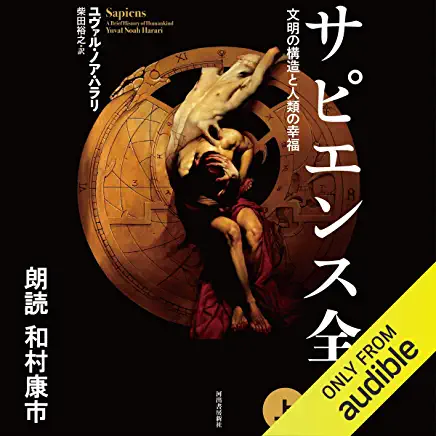 サピエンス全
文明の構造と人類の幸福
Sapiens
A Brief History of Humankind
Yuval Noah Harari
ユヴァル・ノア・ハラリ
柴田裕之・訳
朗読 和村康市
上
河出書房新社
ONLY FROM
audible